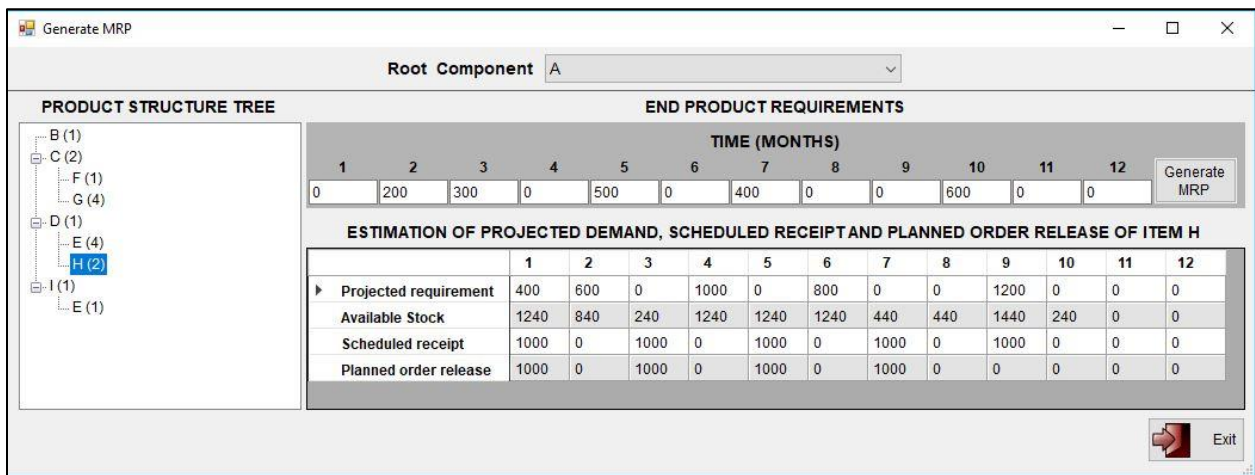 Generate MRP
Root Component A
PRODUCT STRUCTURE TREE
B (1)
C (2)
F (1)
G (4)
D (1)
E (4)
H (2)
I (1)
E (1)
END PRODUCT REQUIREMENTS
TIME (MONTHS)
1 2 3 4 5 6 7 8 9 10 11 12
0 200 300 0 500 0 400 0 0 600 0 0
Generate
MRP
ESTIMATION OF PROJECTED DEMAND, SCHEDULED RECEIPT AND PLANNED ORDER RELEASE OF ITEM H
1 2 3 4 5 6 7 8 9 10 11 12
Projected requirement 400 600 0 1000 0 800 0 0 1200 0 0 0
Available Stock 1240 840 240 1240 1240 1240 440 440 1440 240 0 0
Scheduled receipt 1000 0 1000 0 1000 0 1000 0 1000 0 0 0
Planned order release 1000 0 1000 0 1000 0 1000 0 0 0 0 0
Exit